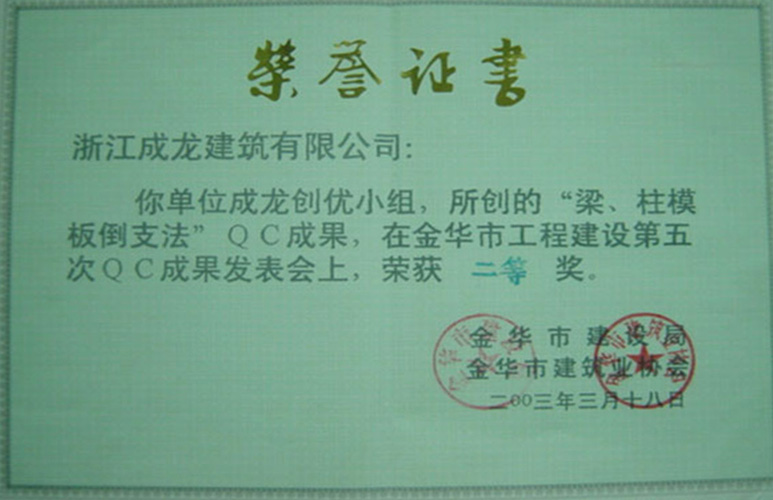 荣誉证书
浙江成龙建筑有限公司:
你单位成龙创优小组，所创的“梁、柱模
板倒支法”QC成果，在金华市工程建设第五
次QC成果发表会上，荣获 二等 奖。
金华市建设局
金华市建筑业协会
二00三年三月十八日